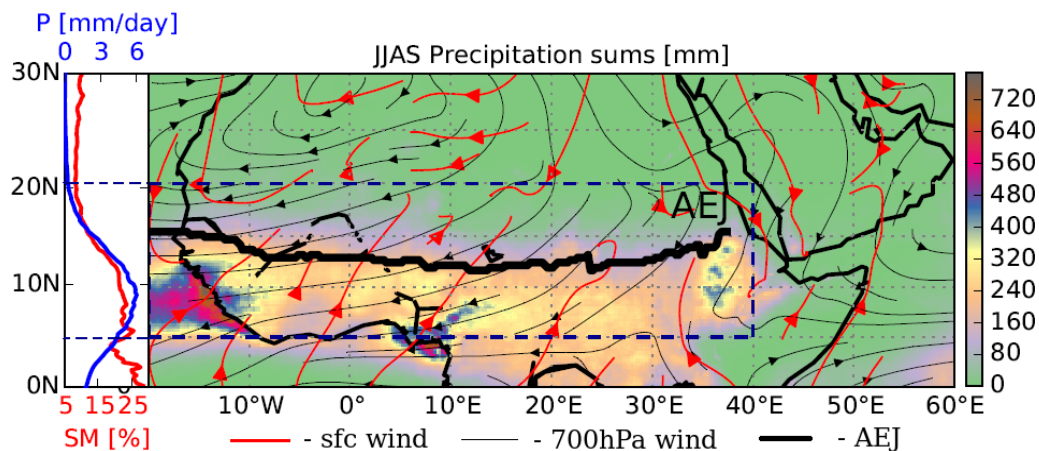 P [mm/day]
0 3 6
JJAS Precipitation sums [mm]
30N
20N
10N
0N
AEJ
720
640
560
480
400
320
240
160
80
0
5 15 25
SM [%]
10°W 0° 10°E 20°E 30°E 40°E 50°E 60°E
- sfc wind - 700hPa wind - AEJ